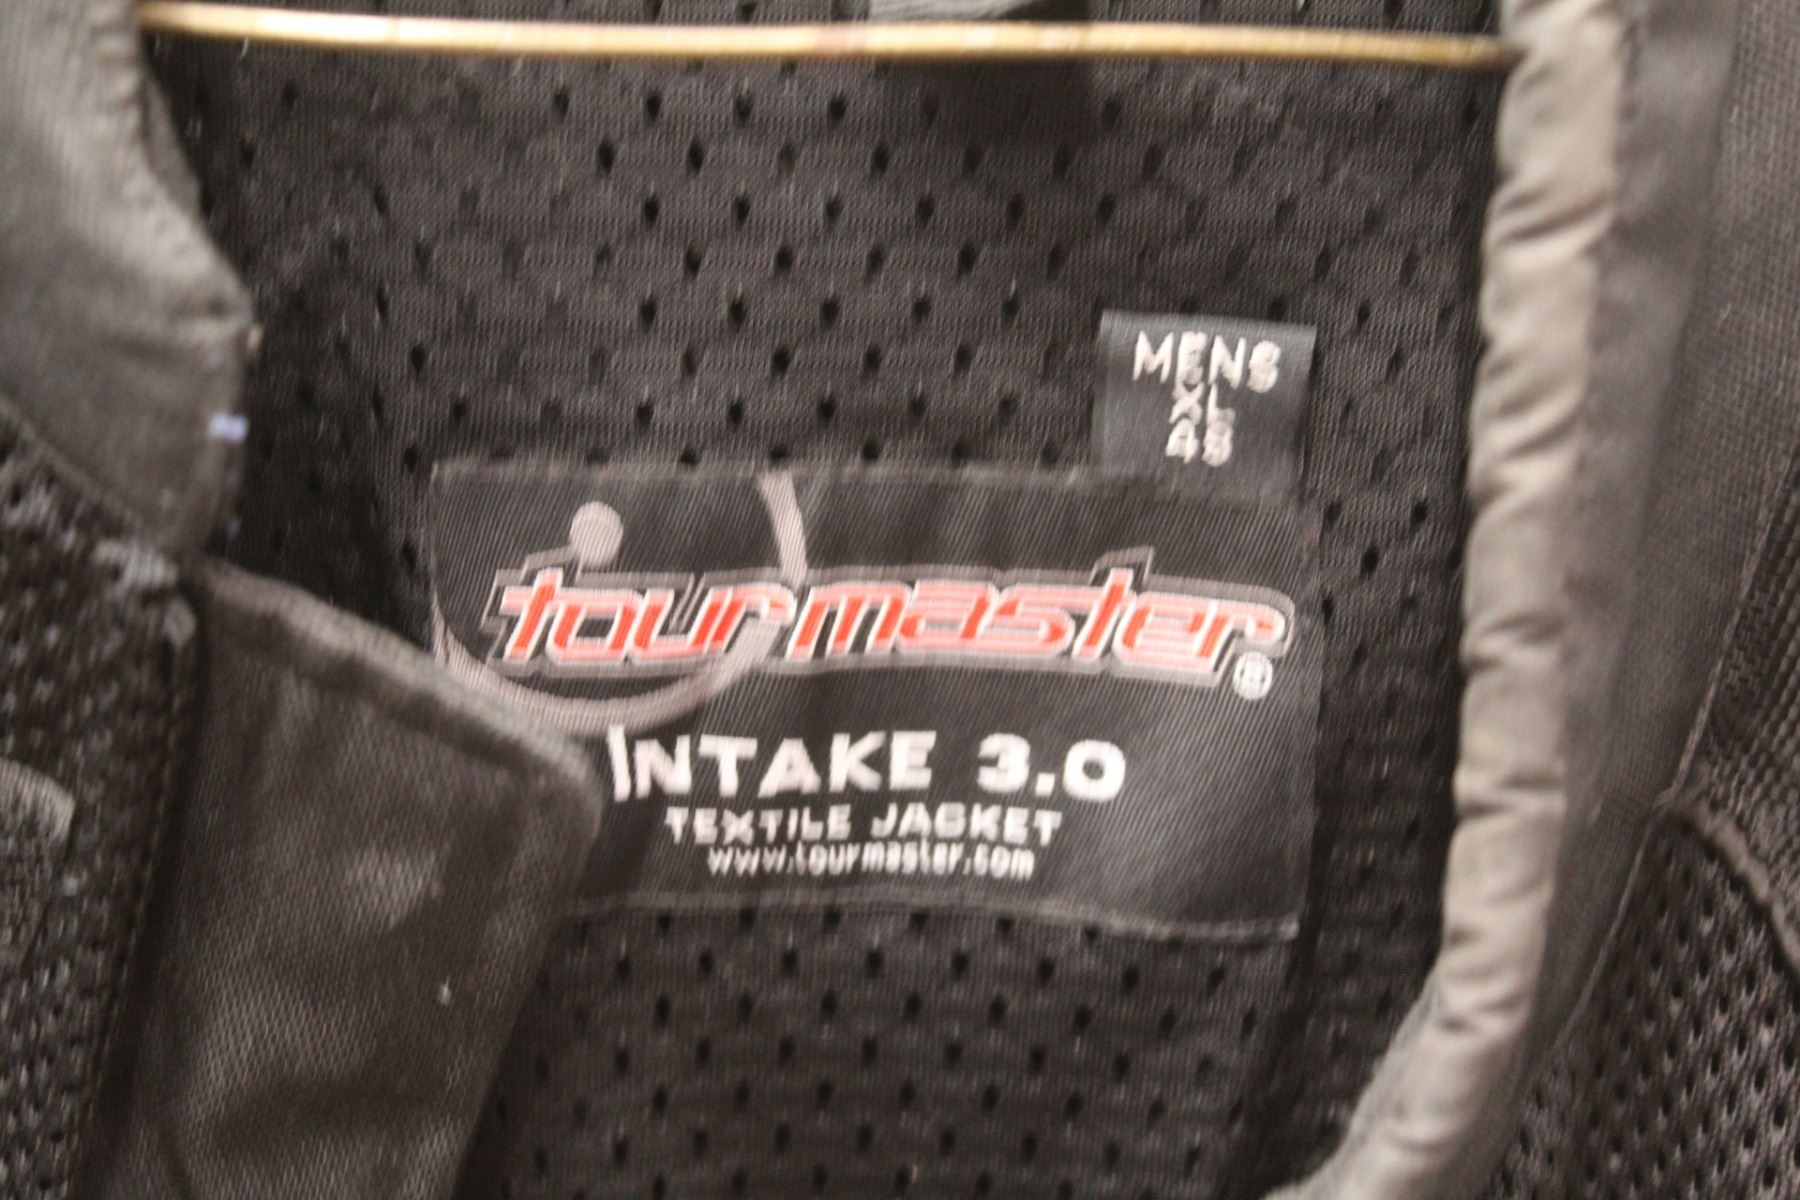 MENS
XL
48
tourmaster®
INTAKE 3.0
TEXTILE JACKET
www.tourmaster.com